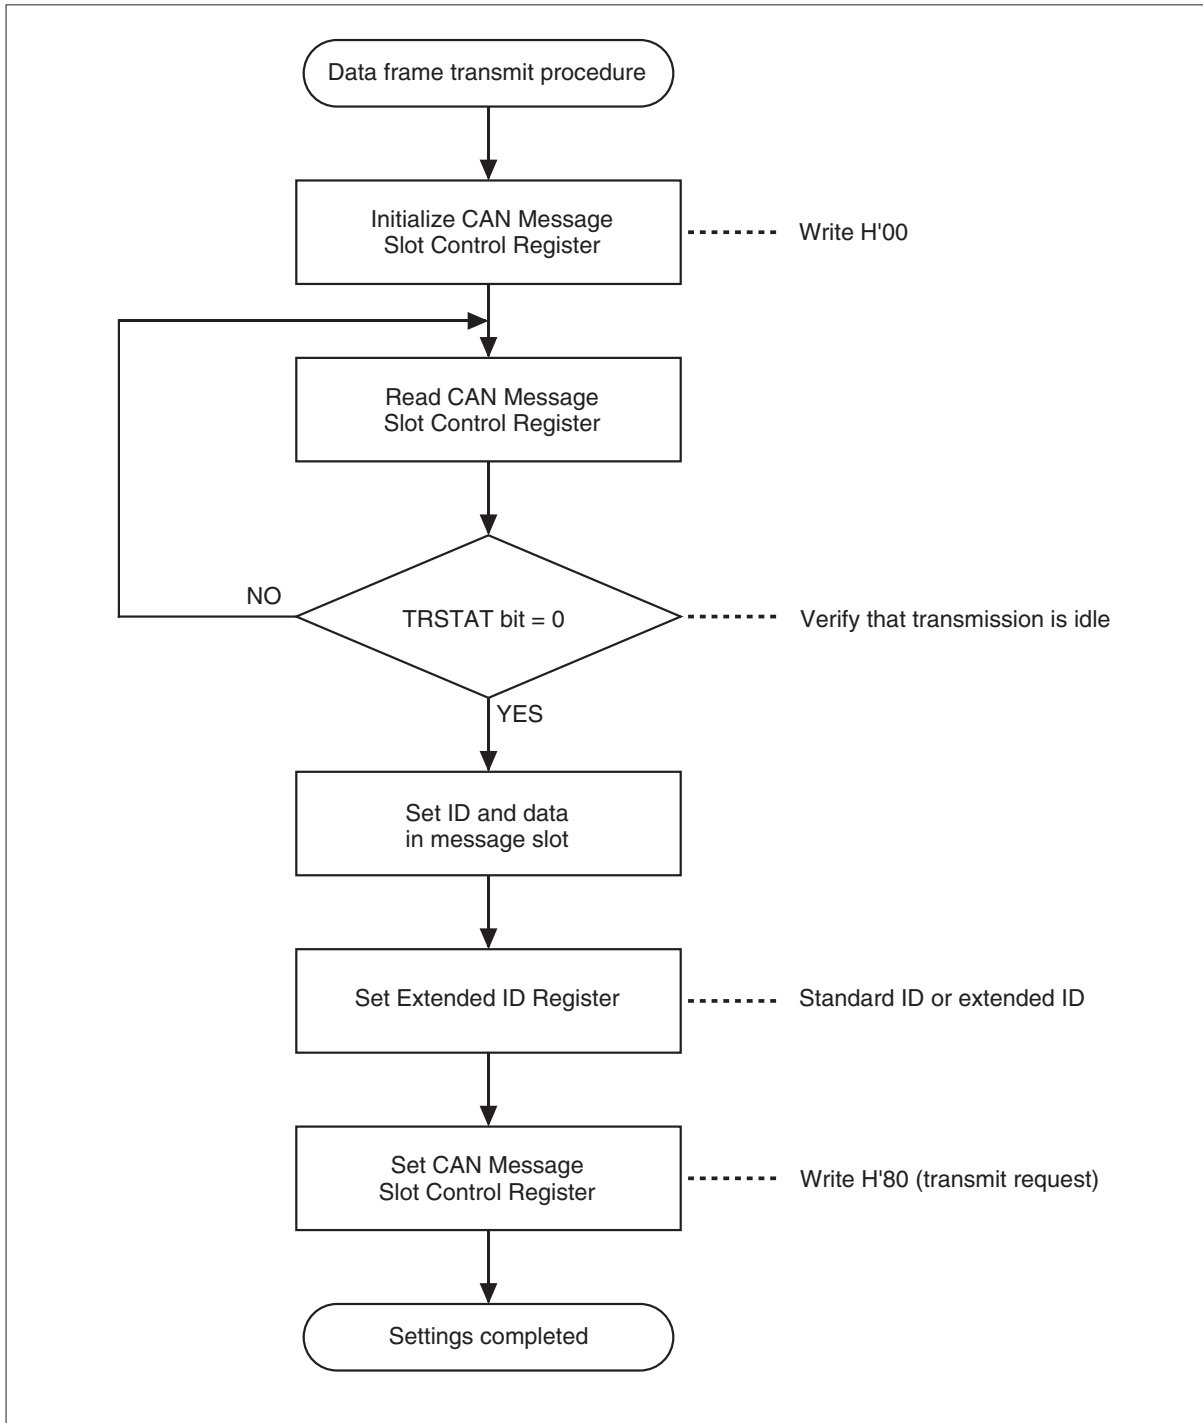 Data frame transmit procedure
Initialize CAN Message
Slot Control Register
Write H'00
Read CAN Message
Slot Control Register
NO
TRSTAT bit = 0
Verify that transmission is idle
YES
Set ID and data
in message slot
Set Extended ID Register
Standard ID or extended ID
Set CAN Message
Slot Control Register
Write H'80 (transmit request)
Settings completed